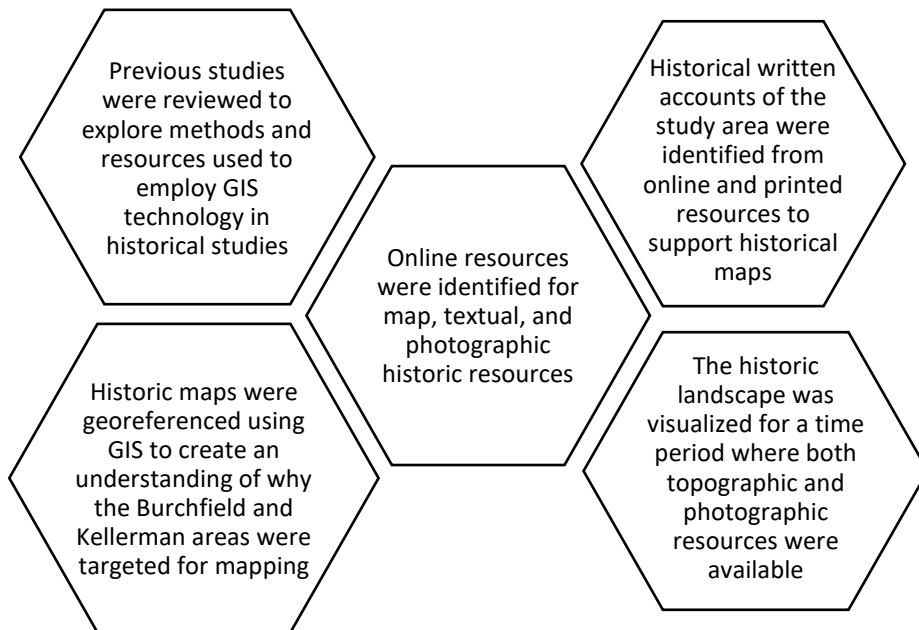 Previous studies
were reviewed to
explore methods and
resources used to
employ GIS
technology in
historical studies
Historical written
accounts of the
study area were
identified from
online and printed
resources to
support historical
maps
Online resources
were identified for
map, textual, and
photographic
historic resources
Historic maps were
georeferenced using
GIS to create an
understanding of why
the Burchfield and
Kellerman areas were
targeted for mapping
The historic
landscape was
visualized for a time
period where both
topographic and
photographic
resources were
available